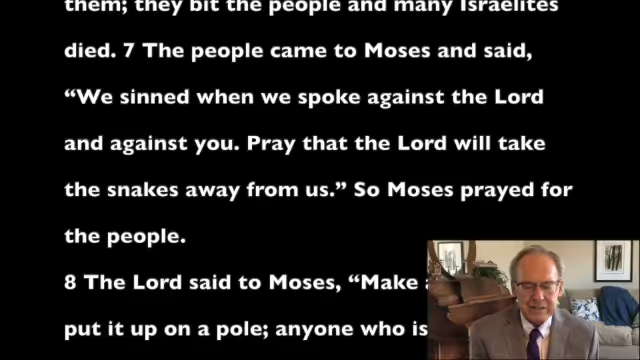 them; they bit the people and many Israelites
died. 7 The people came to Moses and said,
“We sinned when we spoke against the Lord
and against you. Pray that the Lord will take
the snakes away from us.” So Moses prayed for
the people.
8 The Lord said to Moses, “Make
put it up on a pole; anyone who is